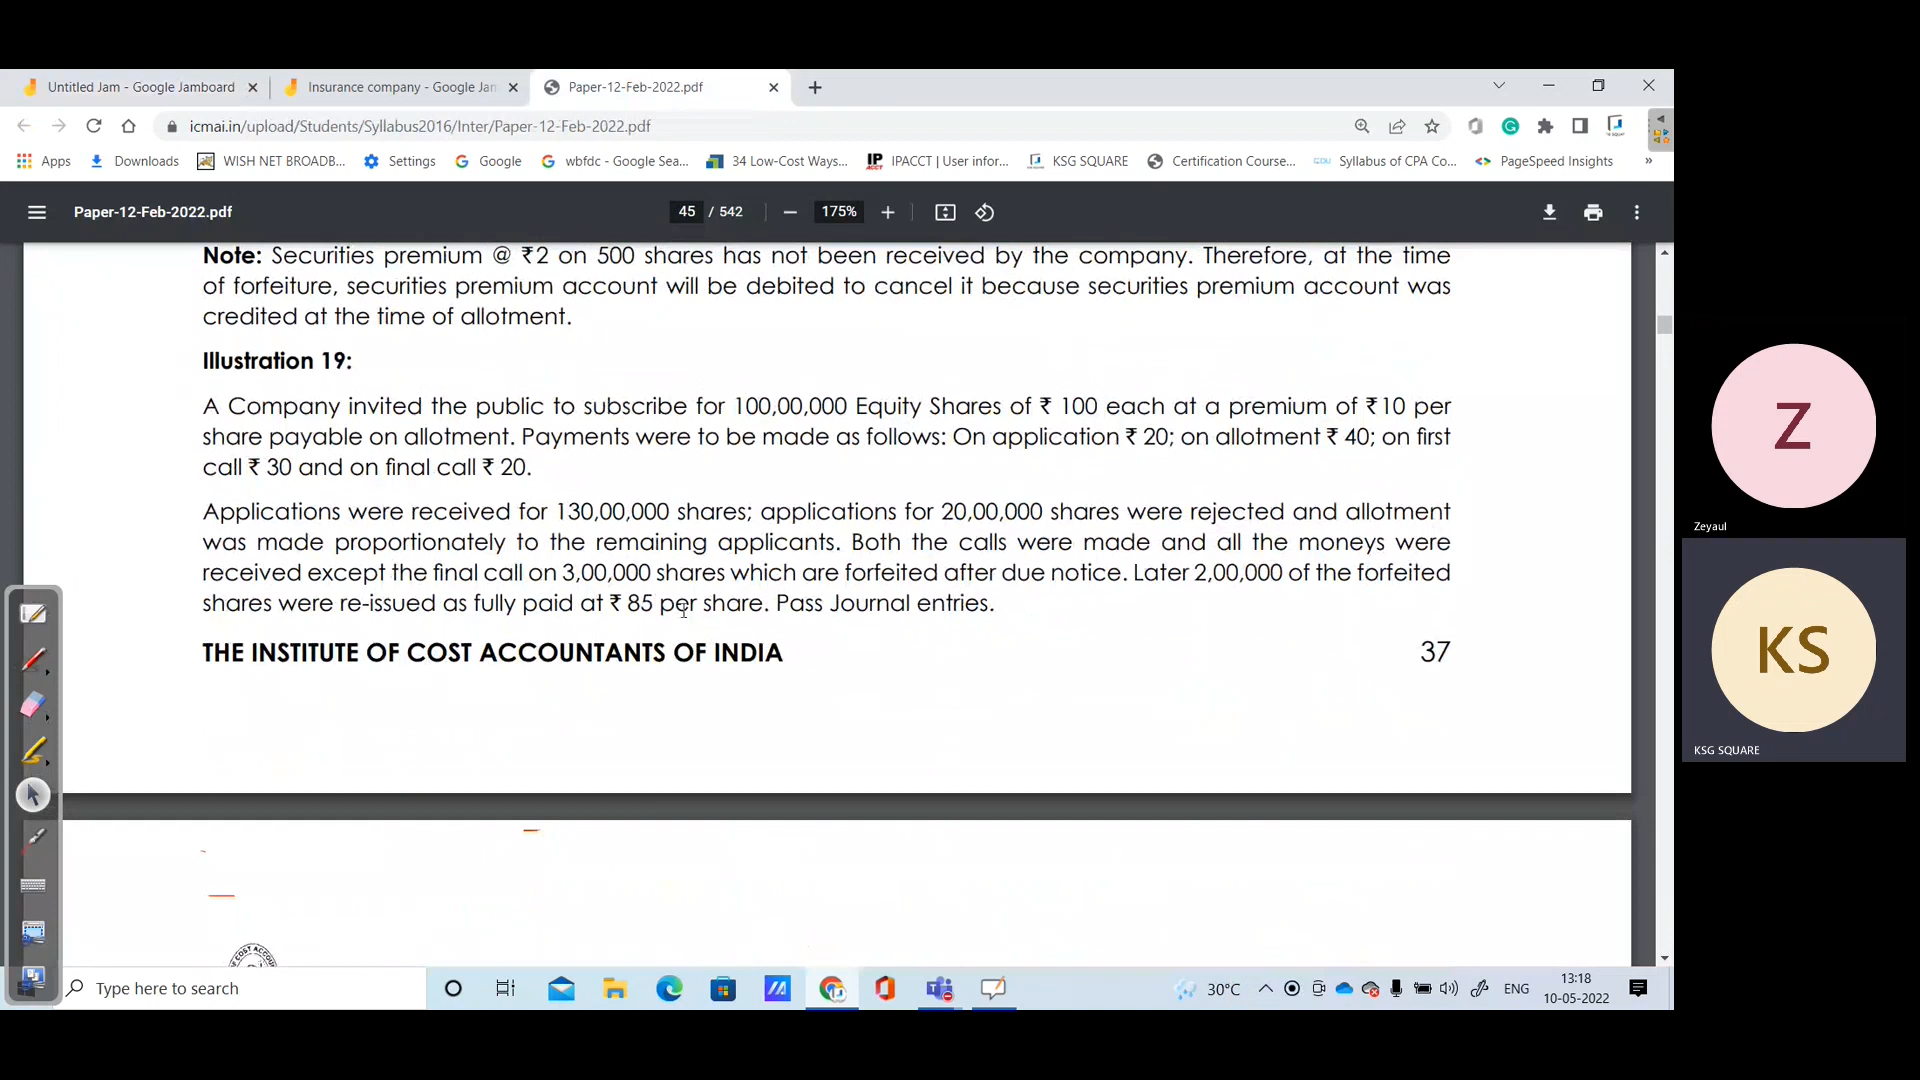 Untitled Jam - Google Jamboard
Insurance company - Google Jan
Paper-12-Feb-2022.pdf
icmai.in/upload/Students/Syllabus2016/Inter/Paper-12-Feb-2022.pdf
Apps
Downloads
WISH NET BROADB...
Settings
Google
wbfdc - Google Sea...
34 Low-Cost Ways...
IPACCT | User infor...
KSG SQUARE
Certification Course...
Syllabus of CPA Co...
PageSpeed Insights
»
Paper-12-Feb-2022.pdf
45 / 542
175%
Note: Securities premium @ ₹2 on 500 shares has not been received by the company. Therefore, at the time
of forfeiture, securities premium account will be debited to cancel it because securities premium account was
credited at the time of allotment.
Illustration 19:
A Company invited the public to subscribe for 100,00,000 Equity Shares of ₹ 100 each at a premium of ₹10 per
share payable on allotment. Payments were to be made as follows: On application ₹ 20; on allotment ₹ 40; on first
call ₹ 30 and on final call ₹ 20.
Applications were received for 130,00,000 shares; applications for 20,00,000 shares were rejected and allotment
was made proportionately to the remaining applicants. Both the calls were made and all the moneys were
received except the final call on 3,00,000 shares which are forfeited after due notice. Later 2,00,000 of the forfeited
shares were re-issued as fully paid at ₹ 85 per share. Pass Journal entries.
THE INSTITUTE OF COST ACCOUNTANTS OF INDIA
37
Z
Zeyaul
KS
KSG SQUARE
Type here to search
30°C
ENG
13:18
10-05-2022